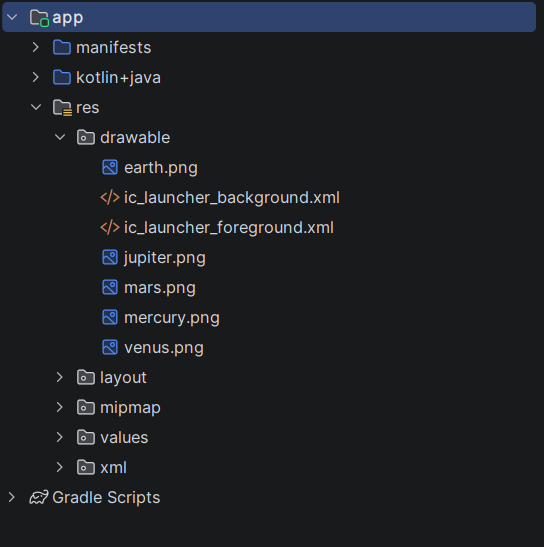 app
manifests
kotlin+java
res
drawable
earth.png
ic_launcher_background.xml
ic_launcher_foreground.xml
jupiter.png
mars.png
mercury.png
venus.png
layout
mipmap
values
xml
Gradle Scripts